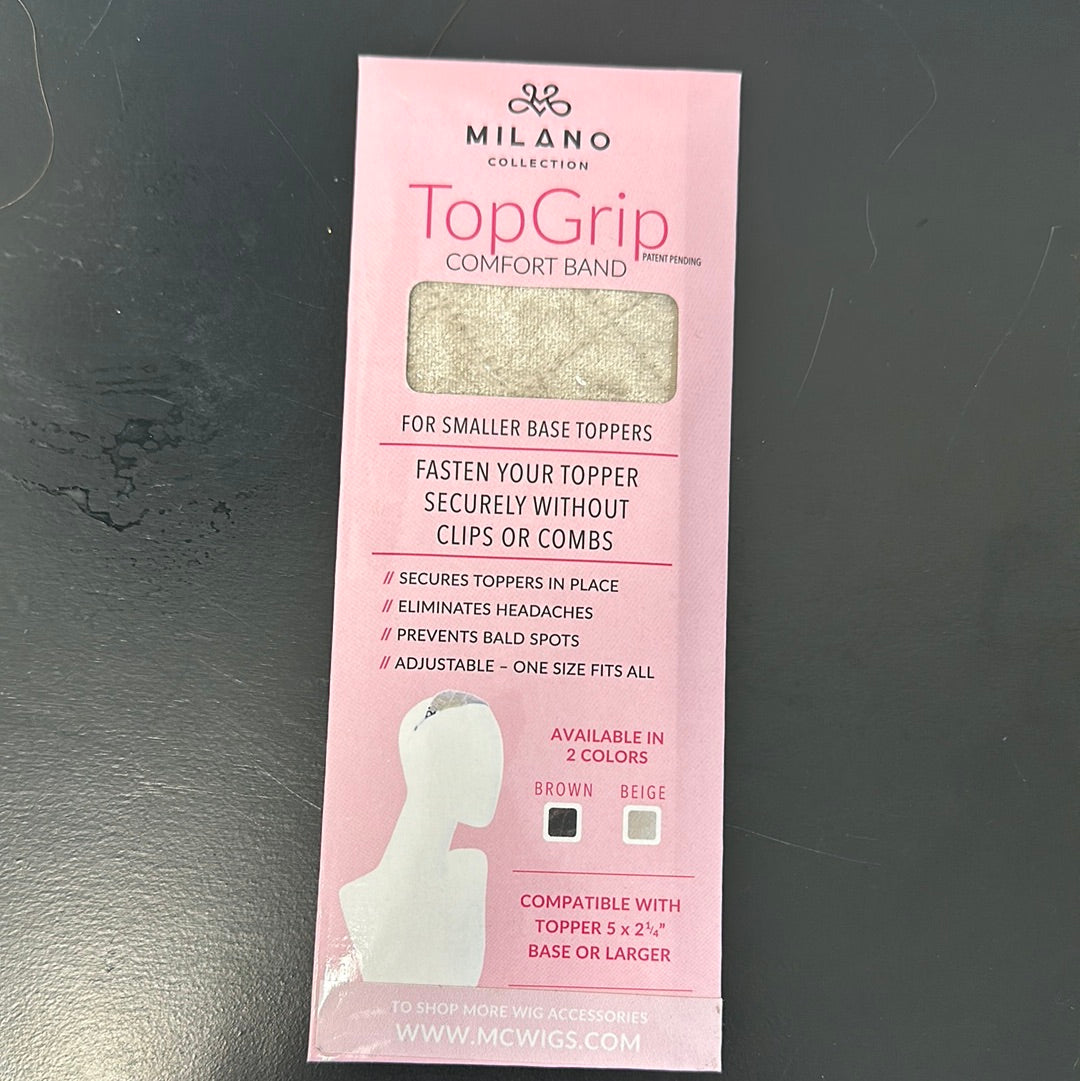 MILANO
COLLECTION
TopGrip
COMFORT BAND
PATENT PENDING
FOR SMALLER BASE TOPPERS
FASTEN YOUR TOPPER
SECURELY WITHOUT
CLIPS OR COMBS
// SECURES TOPPERS IN PLACE
// ELIMINATES HEADACHES
// PREVENTS BALD SPOTS
// ADJUSTABLE – ONE SIZE FITS ALL
AVAILABLE IN
2 COLORS
BROWN BEIGE
COMPATIBLE WITH
TOPPER 5 x 2¼"
BASE OR LARGER
TO SHOP MORE WIG ACCESSORIES
WWW.MCWIGS.COM